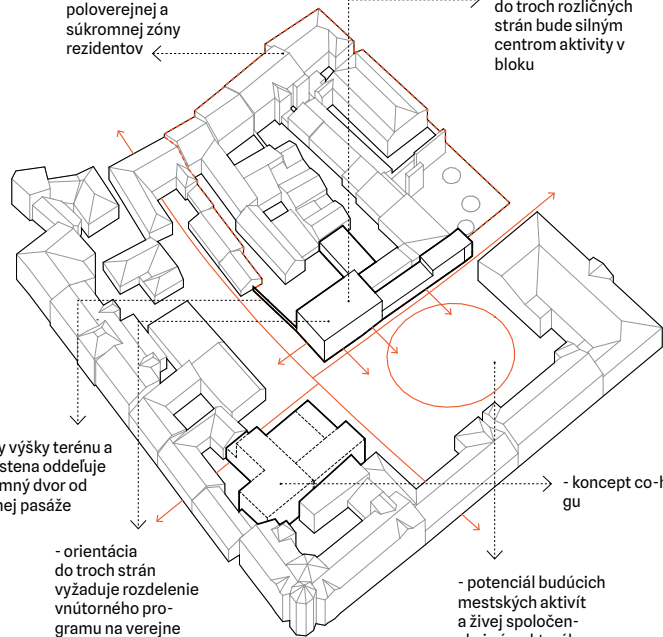 poloverejnej a
súkromnej zóny
rezidentov
do troch rozličných
strán bude silným
centrom aktivity v
bloku
y výšky terénu a
stena oddeľuje
mný dvor od
nej pasáže
- orientácia
do troch strán
vyžaduje rozdelenie
vnútorného pro-
gramu na verejne
- koncept co-h
gu
- potenciál budúcich
mestských aktivít
a živej spoločen-